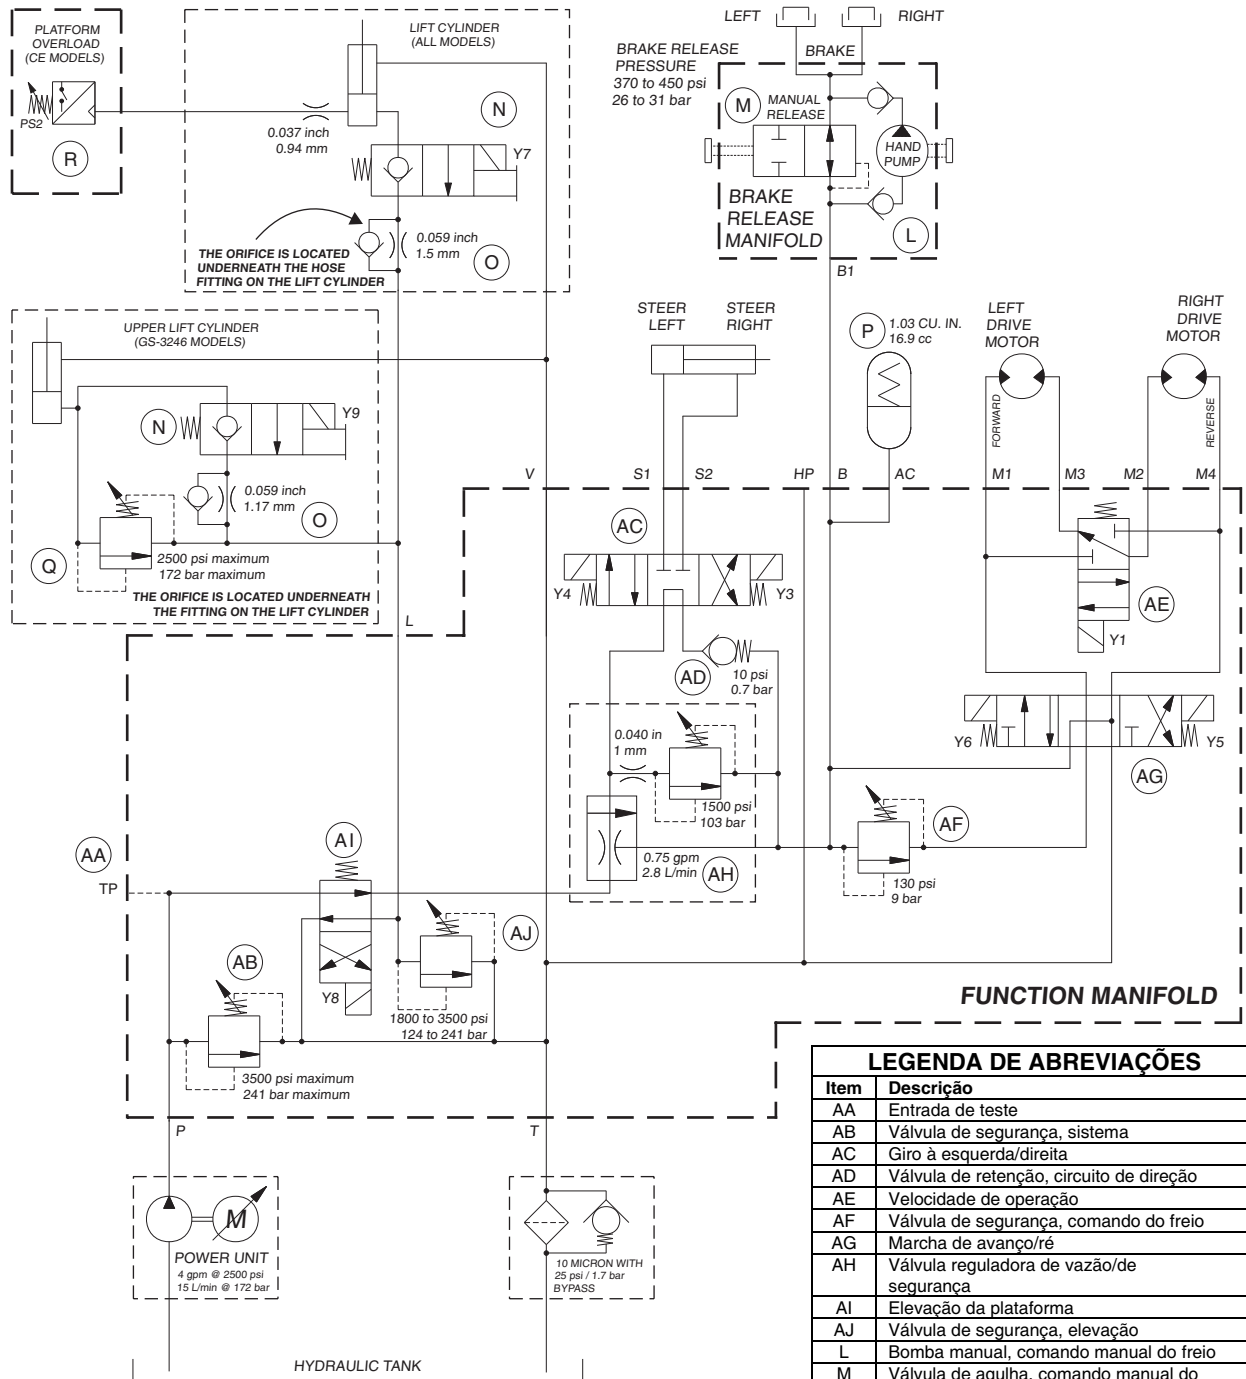 PLATFORM
OVERLOAD
(CE MODELS)
PS2
R
LIFT CYLINDER
(ALL MODELS)
0.037 inch
0.94 mm
N
Y7
THE ORIFICE IS LOCATED
UNDERNEATH THE HOSE
FITTING ON THE LIFT CYLINDER
0.059 inch
1.5 mm
O
LEFT
RIGHT
BRAKE
BRAKE RELEASE
PRESSURE
370 to 450 psi
26 to 31 bar
M
MANUAL
RELEASE
HAND
PUMP
BRAKE
RELEASE
MANIFOLD
L
B1
UPPER LIFT CYLINDER
(GS-3246 MODELS)
N
Y9
0.059 inch
1.17 mm
O
Q
2500 psi maximum
172 bar maximum
THE ORIFICE IS LOCATED UNDERNEATH
THE FITTING ON THE LIFT CYLINDER
STEER
LEFT
STEER
RIGHT
P
1.03 CU. IN.
16.9 cc
LEFT
DRIVE
MOTOR
RIGHT
DRIVE
MOTOR
FORWARD
REVERSE
V
S1
S2
HP
B
AC
M1
M3
M2
M4
L
AC
Y4
Y3
AE
Y1
AD
10 psi
0.7 bar
Y6
Y5
AG
0.040 in
1 mm
1500 psi
103 bar
0.75 gpm
2.8 L/min
AH
AF
130 psi
9 bar
AA
TP
AI
Y8
AJ
1800 to 3500 psi
124 to 241 bar
AB
3500 psi maximum
241 bar maximum
FUNCTION MANIFOLD
P
T
M
POWER UNIT
4 gpm @ 2500 psi
15 L/min @ 172 bar
10 MICRON WITH
25 psi / 1.7 bar
BYPASS
HYDRAULIC TANK
LEGENDA DE ABREVIAÇÕES
Item Descrição
AA Entrada de teste
AB Válvula de segurança, sistema
AC Giro à esquerda/direita
AD Válvula de retenção, circuito de direção
AE Velocidade de operação
AF Válvula de segurança, comando do freio
AG Marcha de avanço/ré
AH Válvula reguladora de vazão/de
segurança
AI Elevação da plataforma
AJ Válvula de segurança, elevação
L Bomba manual, comando manual do freio
M Válvula de agulha, comando manual do